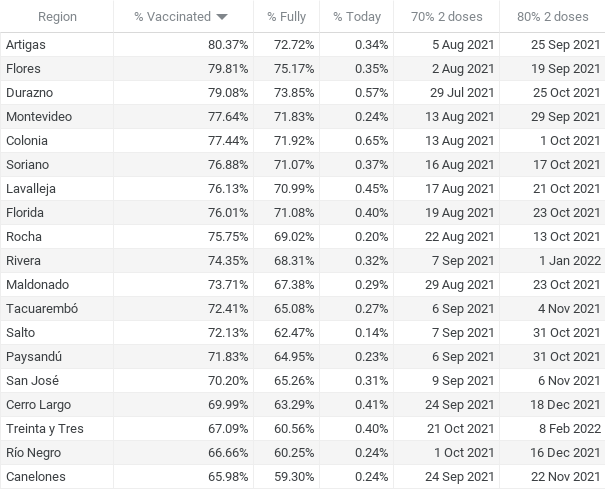 Region % Vaccinated % Fully % Today 70% 2 doses 80% 2 doses
Artigas 80.37% 72.72% 0.34% 5 Aug 2021 25 Sep 2021
Flores 79.81% 75.17% 0.35% 2 Aug 2021 19 Sep 2021
Durazno 79.08% 73.85% 0.57% 29 Jul 2021 25 Oct 2021
Montevideo 77.64% 71.83% 0.24% 13 Aug 2021 29 Sep 2021
Colonia 77.44% 71.92% 0.65% 13 Aug 2021 1 Oct 2021
Soriano 76.88% 71.07% 0.37% 16 Aug 2021 17 Oct 2021
Lavalleja 76.13% 70.99% 0.45% 17 Aug 2021 21 Oct 2021
Florida 76.01% 71.08% 0.40% 19 Aug 2021 23 Oct 2021
Rocha 75.75% 69.02% 0.20% 22 Aug 2021 13 Oct 2021
Rivera 74.35% 68.31% 0.32% 7 Sep 2021 1 Jan 2022
Maldonado 73.71% 67.38% 0.29% 29 Aug 2021 23 Oct 2021
Tacuarembó 72.41% 65.08% 0.27% 6 Sep 2021 4 Nov 2021
Salto 72.13% 62.47% 0.14% 7 Sep 2021 31 Oct 2021
Paysandú 71.83% 64.95% 0.23% 6 Sep 2021 31 Oct 2021
San José 70.20% 65.26% 0.31% 9 Sep 2021 6 Nov 2021
Cerro Largo 69.99% 63.29% 0.41% 24 Sep 2021 18 Dec 2021
Treinta y Tres 67.09% 60.56% 0.40% 21 Oct 2021 8 Feb 2022
Río Negro 66.66% 60.25% 0.24% 1 Oct 2021 16 Dec 2021
Canelones 65.98% 59.30% 0.24% 24 Sep 2021 22 Nov 2021